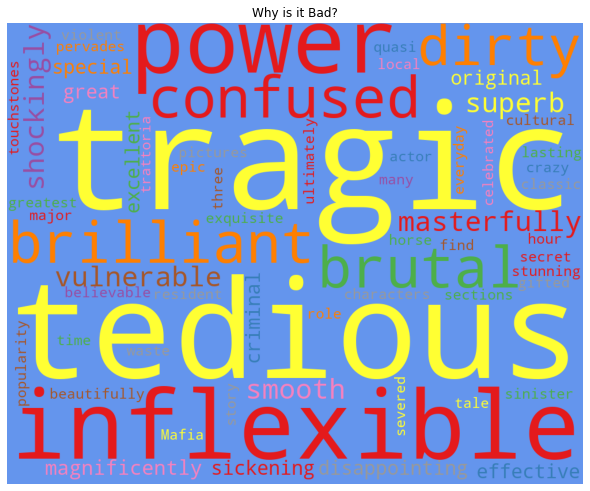 Why is it Bad?
violent
power
quasi
dirty
pervades
local
special
original
touchstones
shockingly
great
confused
superb
tragic
cultural
excellent
trattoria
ultimately
everyday
celebrated
lasting
pictures
actor
crazy
epic
three
many
classic
greatest
major
exquisite
masterfully
brilliant
horse
find
hour
brutal
secret
stunning
vulnerable
criminal
gifted
believable
resident
characters
sections
tedious
role
popularity
time
waste
inflexible
beautifully
story
smooth
severed
tale
sinister
Mafia
magnificently
sickening
disappointing
effective